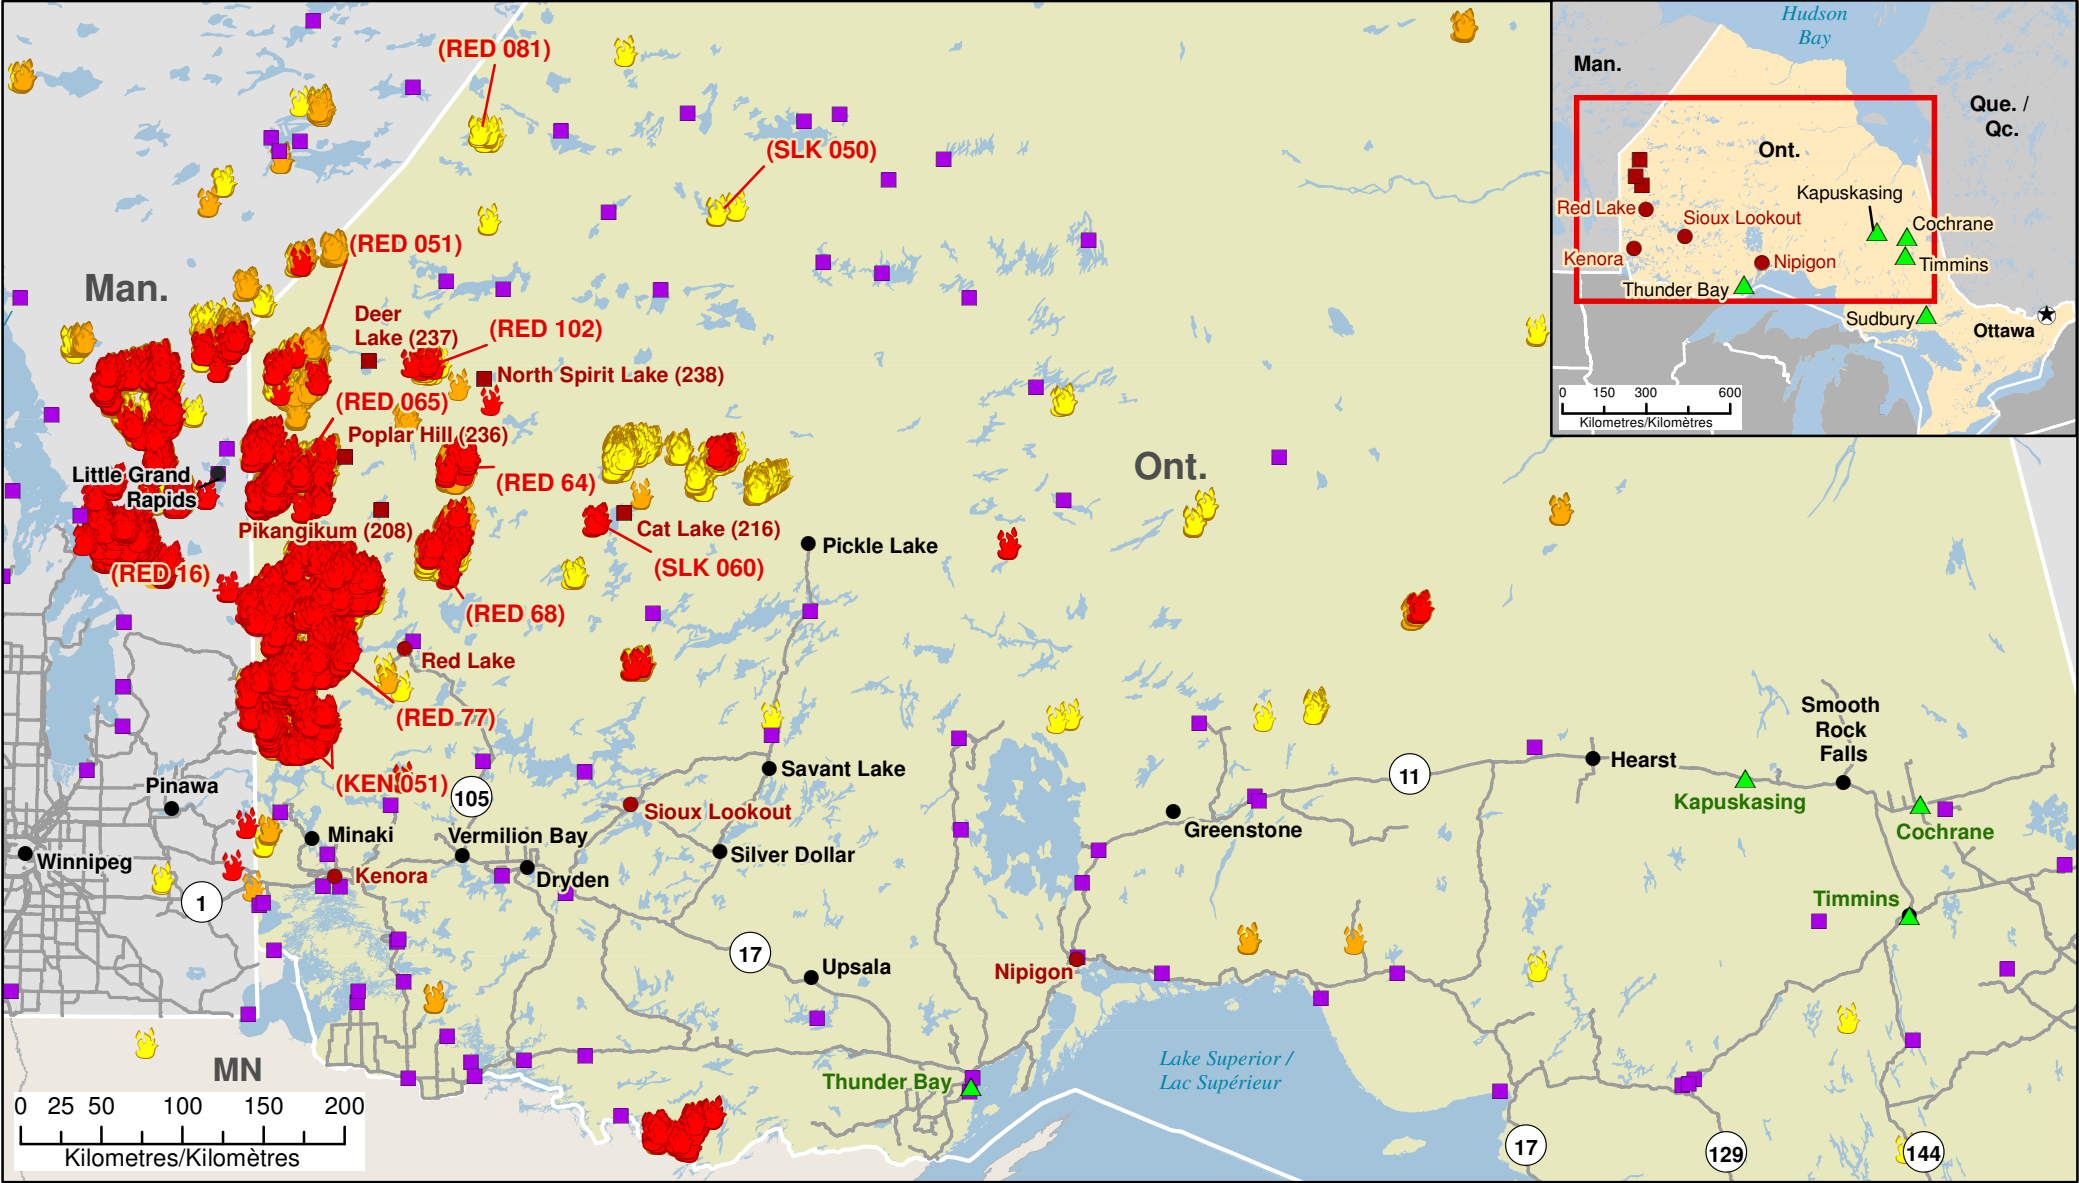 (RED 081)
(SLK 050)
(RED 051)
Man.
Deer
Lake (237)
(RED 102)
North Spirit Lake (238)
(RED 065)
Poplar Hill (236)
Little Grand
Rapids
(RED 64)
Ont.
Pikangikum (208)
Cat Lake (216)
Pickle Lake
(RED 16)
(SLK 060)
(RED 68)
Red Lake
(RED 77)
Smooth
Rock
Falls
Hearst
11
Savant Lake
(KEN 051)
105
Pinawa
Kapuskasing
Sioux Lookout
Minaki
Vermilion Bay
Greenstone
Cochrane
Silver Dollar
Winnipeg
Kenora
Dryden
1
Timmins
17
Upsala
Nipigon
MN
Lake Superior /
Lac Supérieur
Thunder Bay
0 25 50 100 150 200
Kilometres/Kilomètres
17
129
144
Hudson
Bay
Man.
Que. /
Qc.
Ont.
Kapuskasing
Red Lake
Sioux Lookout
Cochrane
Kenora
Nipigon
Timmins
Thunder Bay
Sudbury
Ottawa
0 150 300 600
Kilometres/Kilomètres